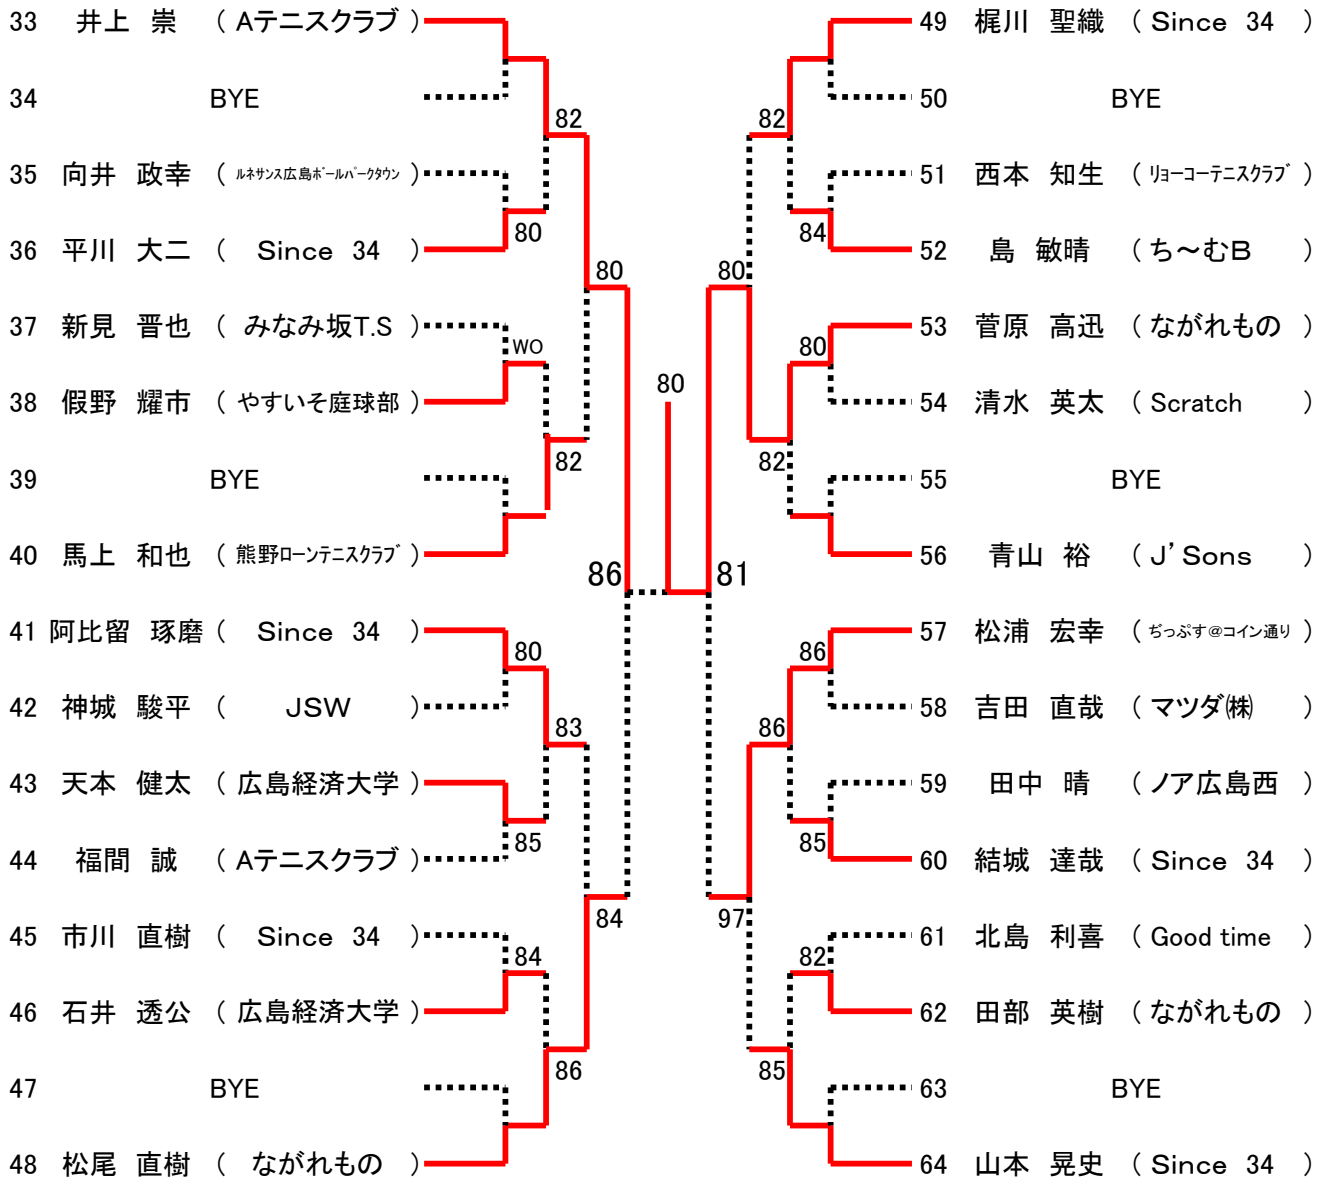 33 井上 崇 ( Aテニスクラブ )
34 BYE
82
35 向井 政幸 ( ルネサンス広島ボールパークタウン )
80
36 平川 大二 ( Since 34 )
80
37 新見 晋也 ( みなみ坂T.S )
WO
38 假野 耀市 ( やすいそ庭球部 )
82
39 BYE
40 馬上 和也 ( 熊野ローンテニスクラブ )
86
41 阿比留 琢磨 ( Since 34 )
80
42 神城 駿平 ( JSW )
83
43 天本 健太 ( 広島経済大学 )
85
44 福間 誠 ( Aテニスクラブ )
84
45 市川 直樹 ( Since 34 )
84
46 石井 透公 ( 広島経済大学 )
86
47 BYE
48 松尾 直樹 ( ながれもの )
80
49 梶川 聖織 ( Since 34 )
50 BYE
82
51 西本 知生 ( リョーコーテニスクラブ )
84
52 島 敏晴 ( ち～むB )
80
53 菅原 高迅 ( ながれもの )
80
54 清水 英太 ( Scratch )
82
55 BYE
56 青山 裕 ( J’Sons )
81
57 松浦 宏幸 ( ぢっぷす@コイン通り )
86
58 吉田 直哉 ( マツダ㈱ )
86
59 田中 晴 ( ノア広島西 )
85
60 結城 達哉 ( Since 34 )
97
61 北島 利喜 ( Good time )
82
62 田部 英樹 ( ながれもの )
85
63 BYE
64 山本 晃史 ( Since 34 )